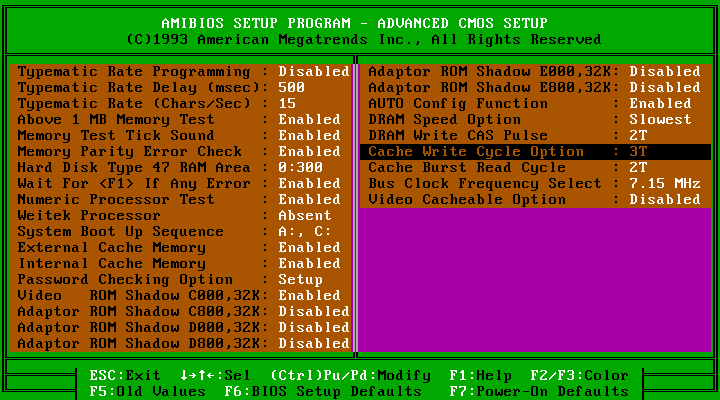 AMIBIOS SETUP PROGRAM - ADVANCED CMOS SETUP
(C)1993 American Megatrends Inc., All Rights Reserved
Typematic Rate Programming : Disabled
Typematic Rate Delay (msec): 500
Typematic Rate (Chars/Sec) : 15
Above 1 MB Memory Test : Enabled
Memory Test Tick Sound : Enabled
Memory Parity Error Check : Enabled
Hard Disk Type 47 RAM Area : 0:300
Wait For <F1> If Any Error : Enabled
Numeric Processor Test : Enabled
Weitek Processor : Absent
System Boot Up Sequence : A:, C:
External Cache Memory : Enabled
Internal Cache Memory : Enabled
Password Checking Option : Setup
Video ROM Shadow C000,32K: Enabled
Adaptor ROM Shadow C800,32K: Disabled
Adaptor ROM Shadow D000,32K: Disabled
Adaptor ROM Shadow D800,32K: Disabled
Adaptor ROM Shadow E000,32K: Disabled
Adaptor ROM Shadow E800,32K: Disabled
AUTO Config Function : Enabled
DRAM Speed Option : Slowest
DRAM Write CAS Pulse : 2T
Cache Write Cycle Option : 3T
Cache Burst Read Cycle : 2T
Bus Clock Frequency Select : 7.15 MHz
Video Cacheable Option : Disabled
ESC:Exit ↓→↑←:Sel (Ctrl)Pu/Pd:Modify F1:Help F2/F3:Color
F5:Old Values F6:BIOS Setup Defaults F7:Power-On Defaults